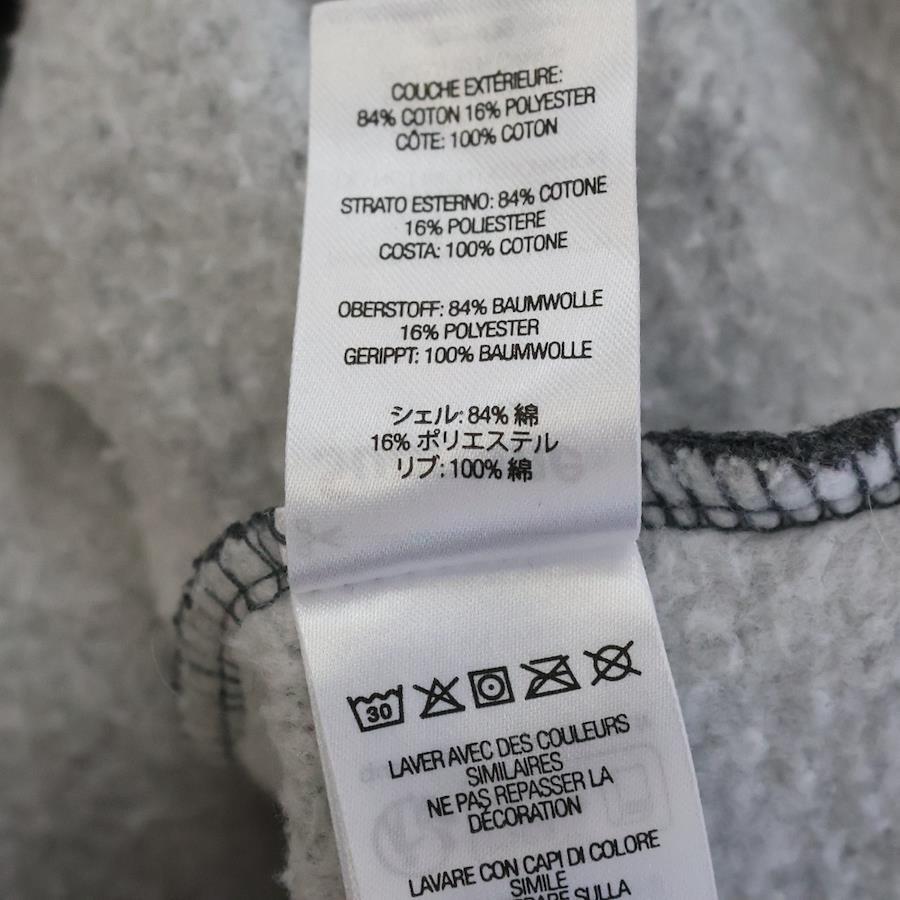 COUCHE EXTÉRIEURE:
84% COTON 16% POLYESTER
CÔTE: 100% COTON
STRATO ESTERNO: 84% COTONE
16% POLIESTERE
COSTA: 100% COTONE
OBERSTOFF: 84% BAUMWOLLE
16% POLYESTER
GERIPPT: 100% BAUMWOLLE
シェル: 84% 綿
16% ポリエステル
リブ: 100% 綿
30
LAVER AVEC DES COULEURS
SIMILAIRES
NE PAS REPASSER LA
DÉCORATION
LAVARE CON CAPI DI COLORE
SIMILE
SULLA